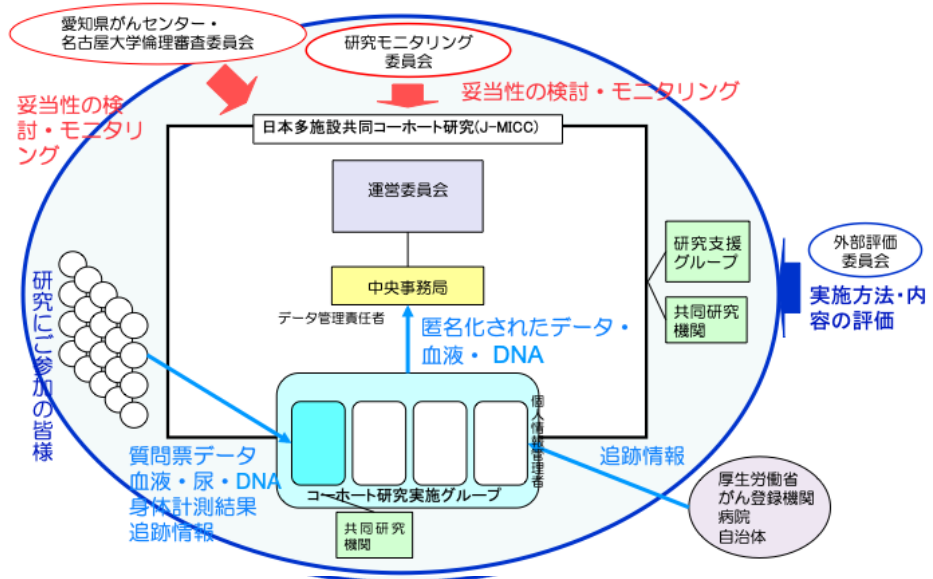 愛知県がんセンター・
名古屋大学倫理審査委員会
研究モニタリング
委員会
妥当性の検
討・モニタリ
ング
妥当性の検討・モニタリング
日本多施設共同コーホート研究(J-MICC)
運営委員会
中央事務局
データ管理責任者
匿名化されたデータ・
血液・ DNA
研究支援
グループ
共同研究
機関
外部評価
委員会
実施方法・内
容の評価
研究にご参加の皆様
個人情報管理者
質問票データ
血液・尿・DNA
身体計測結果
追跡情報
コーホート研究実施グループ
共同研究
機関
追跡情報
厚生労働省
がん登録機関
病院
自治体